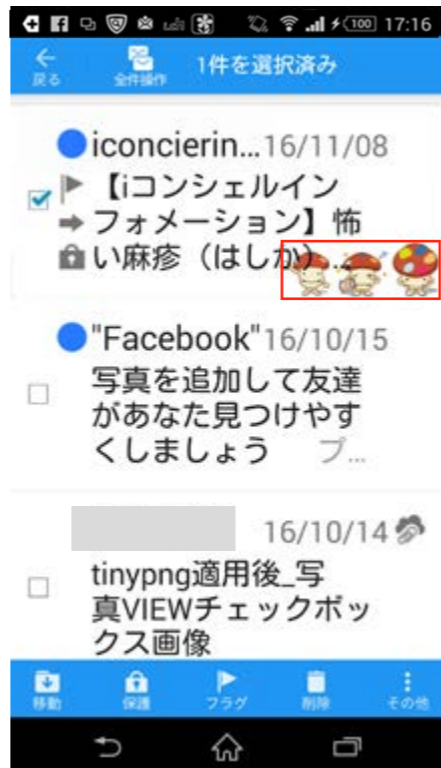 100 17:16
戻る 全件操作 1件を選択済み
iconcierin...16/11/08
【iコンシェルイン
フォメーション】怖
い麻疹（はしか）...
"Facebook"16/10/15
写真を追加して友達
があなた見つけやす
くしましょう プ...
16/10/14
tinypng適用後_写
真VIEWチェックボッ
クス画像
移動 保護 フラグ 削除 その他